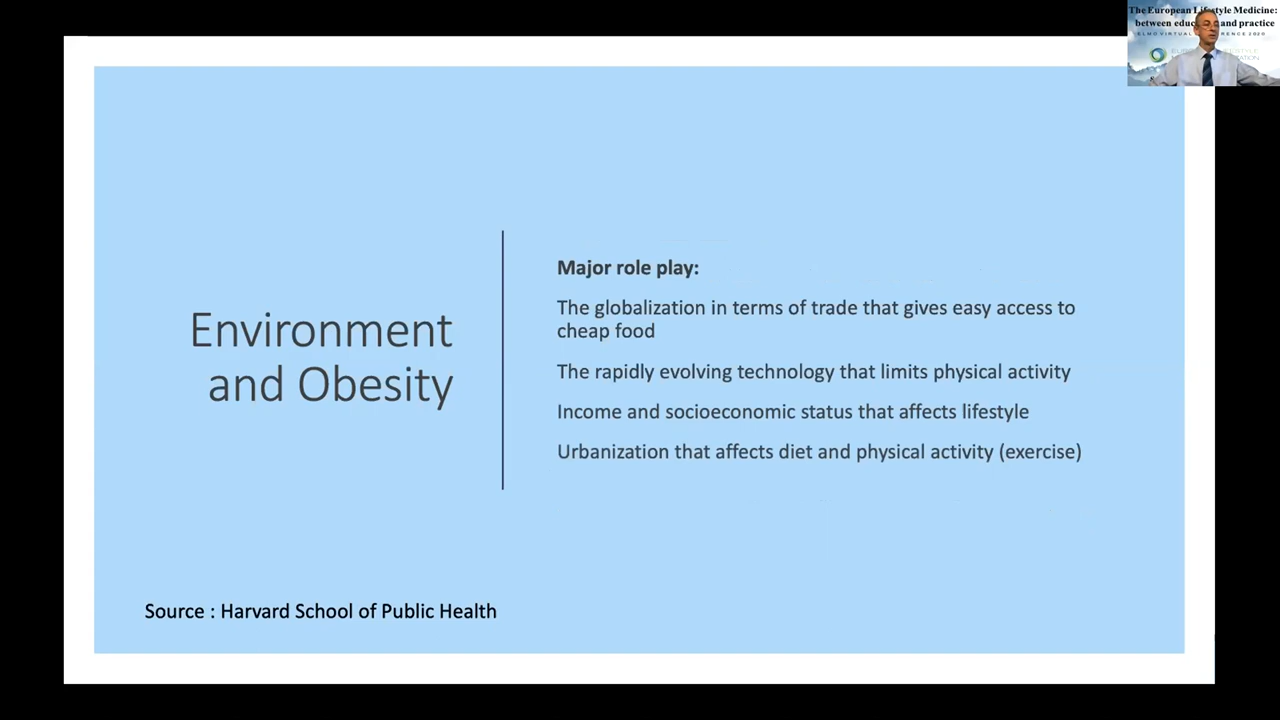 The European Lifestyle Medicine:
between education and practice
ELMO VIRTUAL CONFERENCE 2020
Environment
and Obesity
Major role play:
The globalization in terms of trade that gives easy access to
cheap food
The rapidly evolving technology that limits physical activity
Income and socioeconomic status that affects lifestyle
Urbanization that affects diet and physical activity (exercise)
Source : Harvard School of Public Health